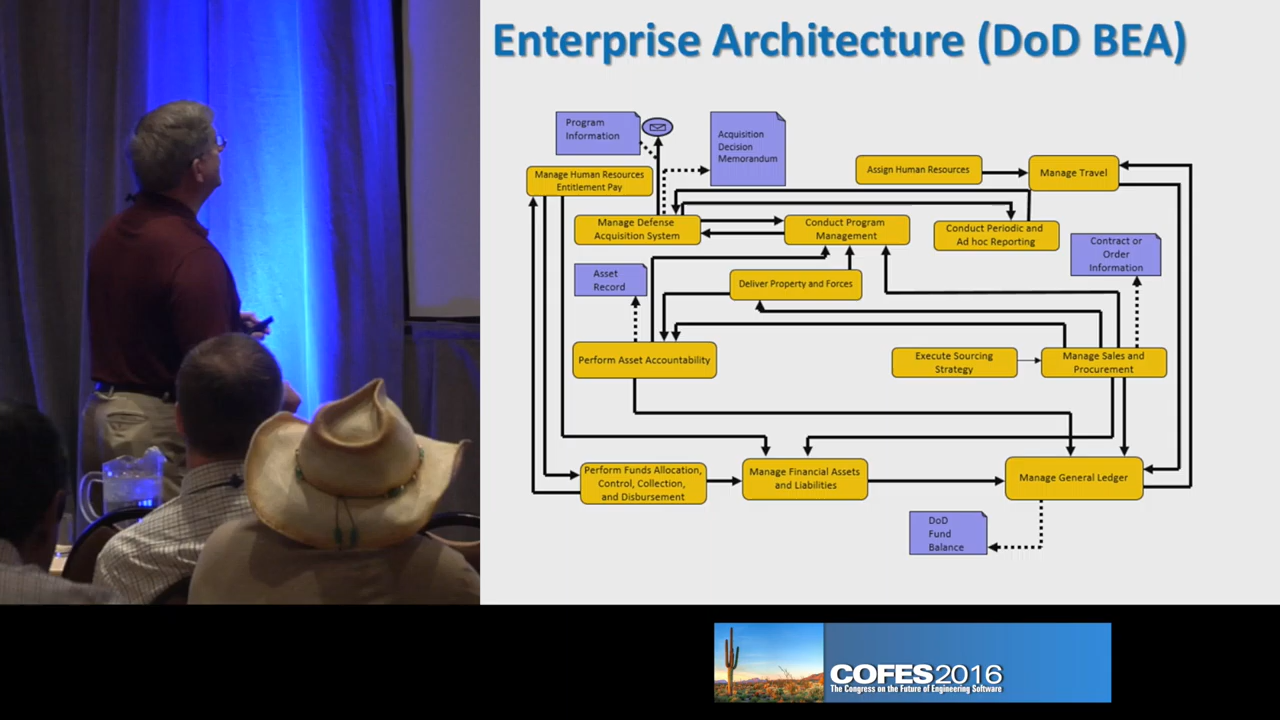 Enterprise Architecture (DoD BEA)
Program
Information
Acquisition
Decision
Memorandum
Manage Human Resources
Entitlement Pay
Assign Human Resources
Manage Travel
Manage Defense
Acquisition System
Conduct Program
Management
Conduct Periodic and
Ad hoc Reporting
Contract or
Order
Information
Asset
Record
Deliver Property and Forces
Perform Asset Accountability
Execute Sourcing
Strategy
Manage Sales and
Procurement
Perform Funds Allocation,
Control, Collection,
and Disbursement
Manage Financial Assets
and Liabilities
Manage General Ledger
DoD
Fund
Balance
COFES2016
The Congress on the Future of Engineering Software